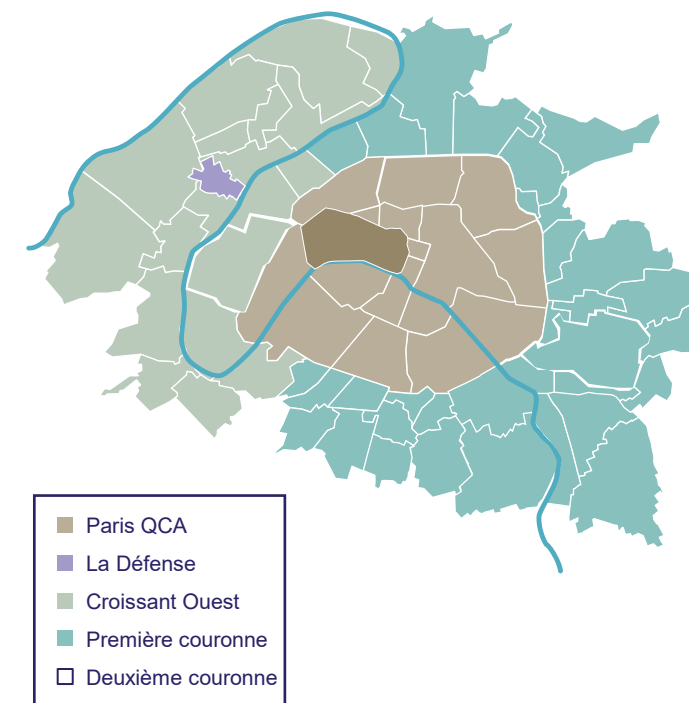 Paris QCA
La Défense
Croissant Ouest
Première couronne
Deuxième couronne